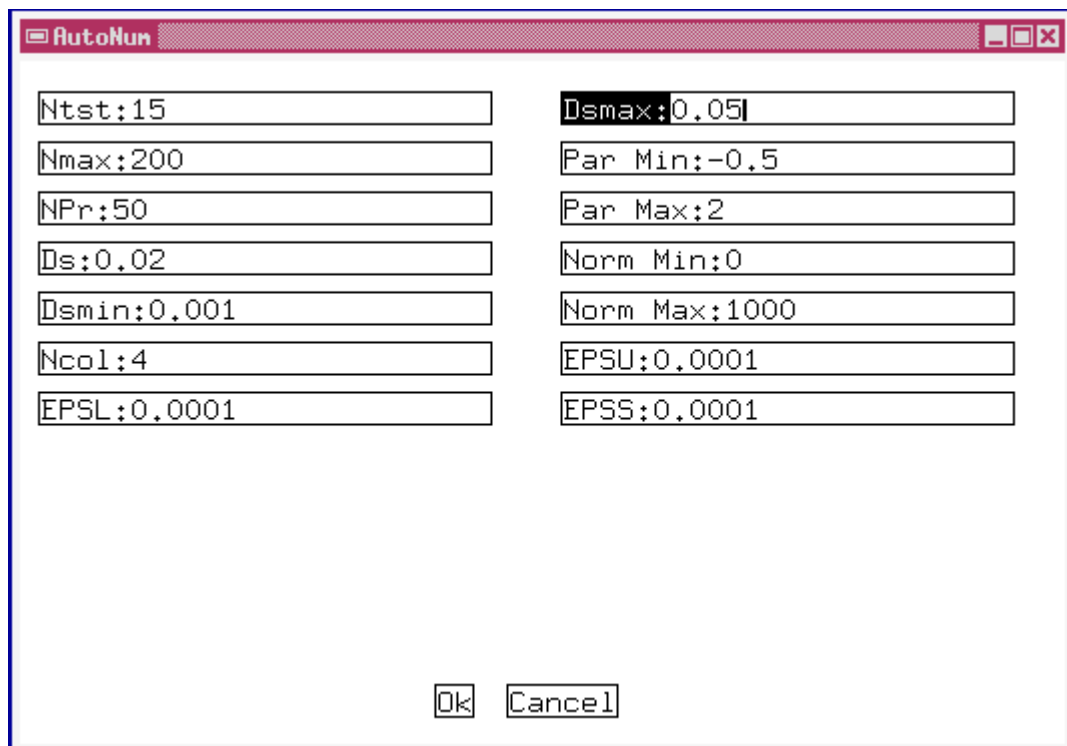 AutoNum
Ntst:15
Dsmax:0.05
Nmax:200
Par Min:-0.5
NPr:50
Par Max:2
Ds:0.02
Norm Min:0
Dsmin:0.001
Norm Max:1000
Ncol:4
EPSU:0.0001
EPSL:0.0001
EPSS:0.0001
Ok Cancel